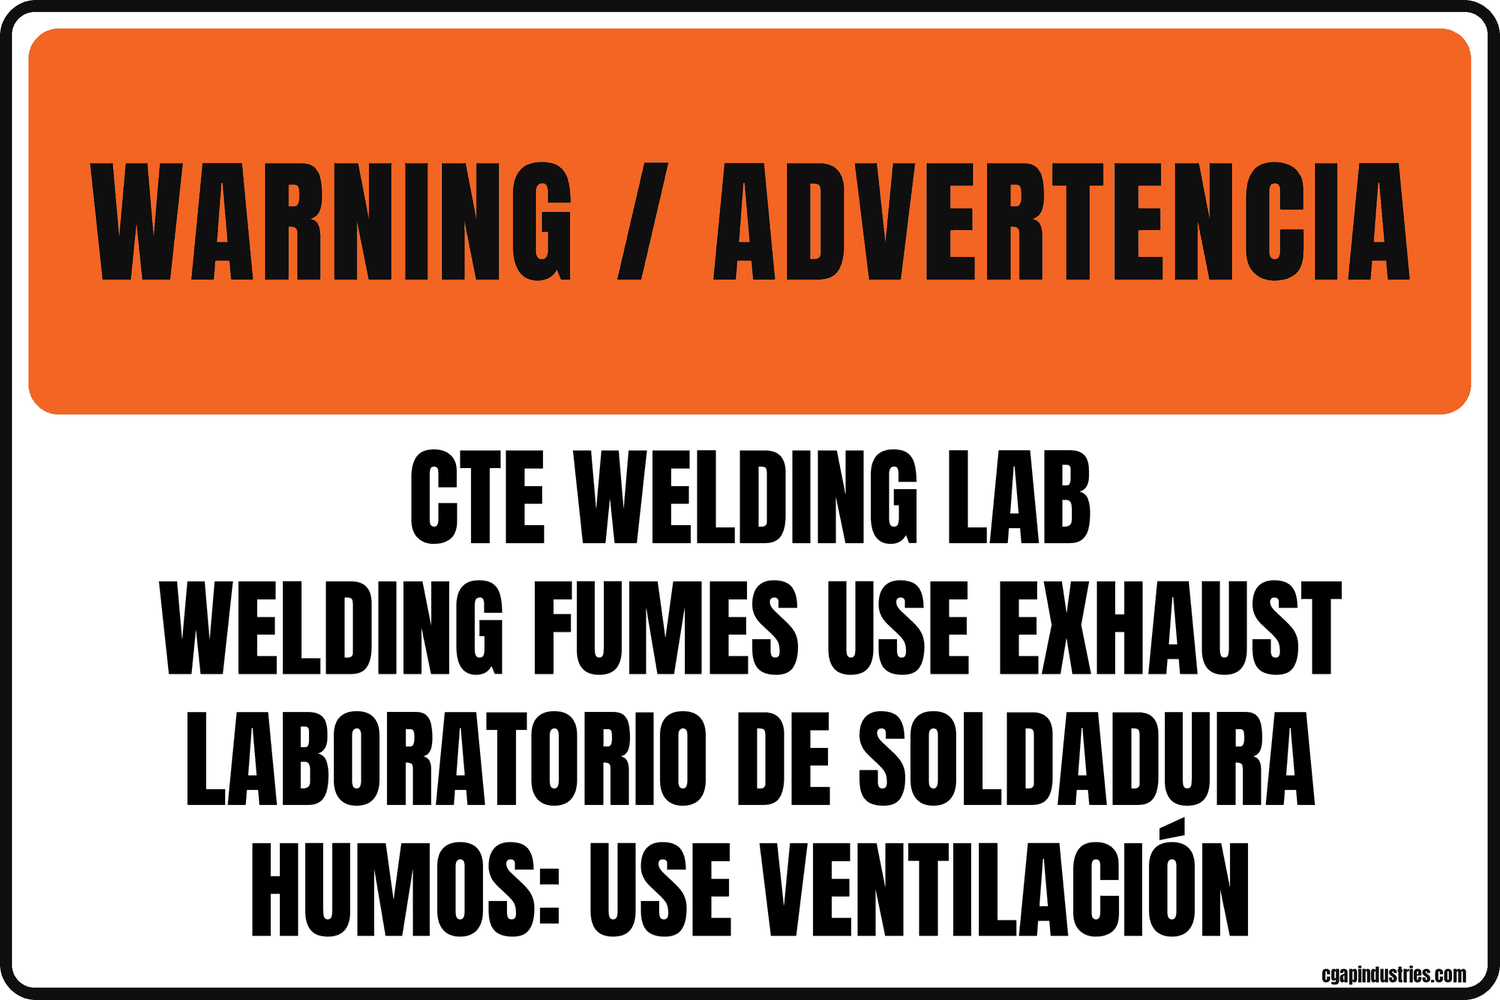 WARNING / ADVERTENCIA
CTE WELDING LAB
WELDING FUMES USE EXHAUST
LABORATORIO DE SOLDADURA
HUMOS: USE VENTILACIÓN
cgapindustries.com